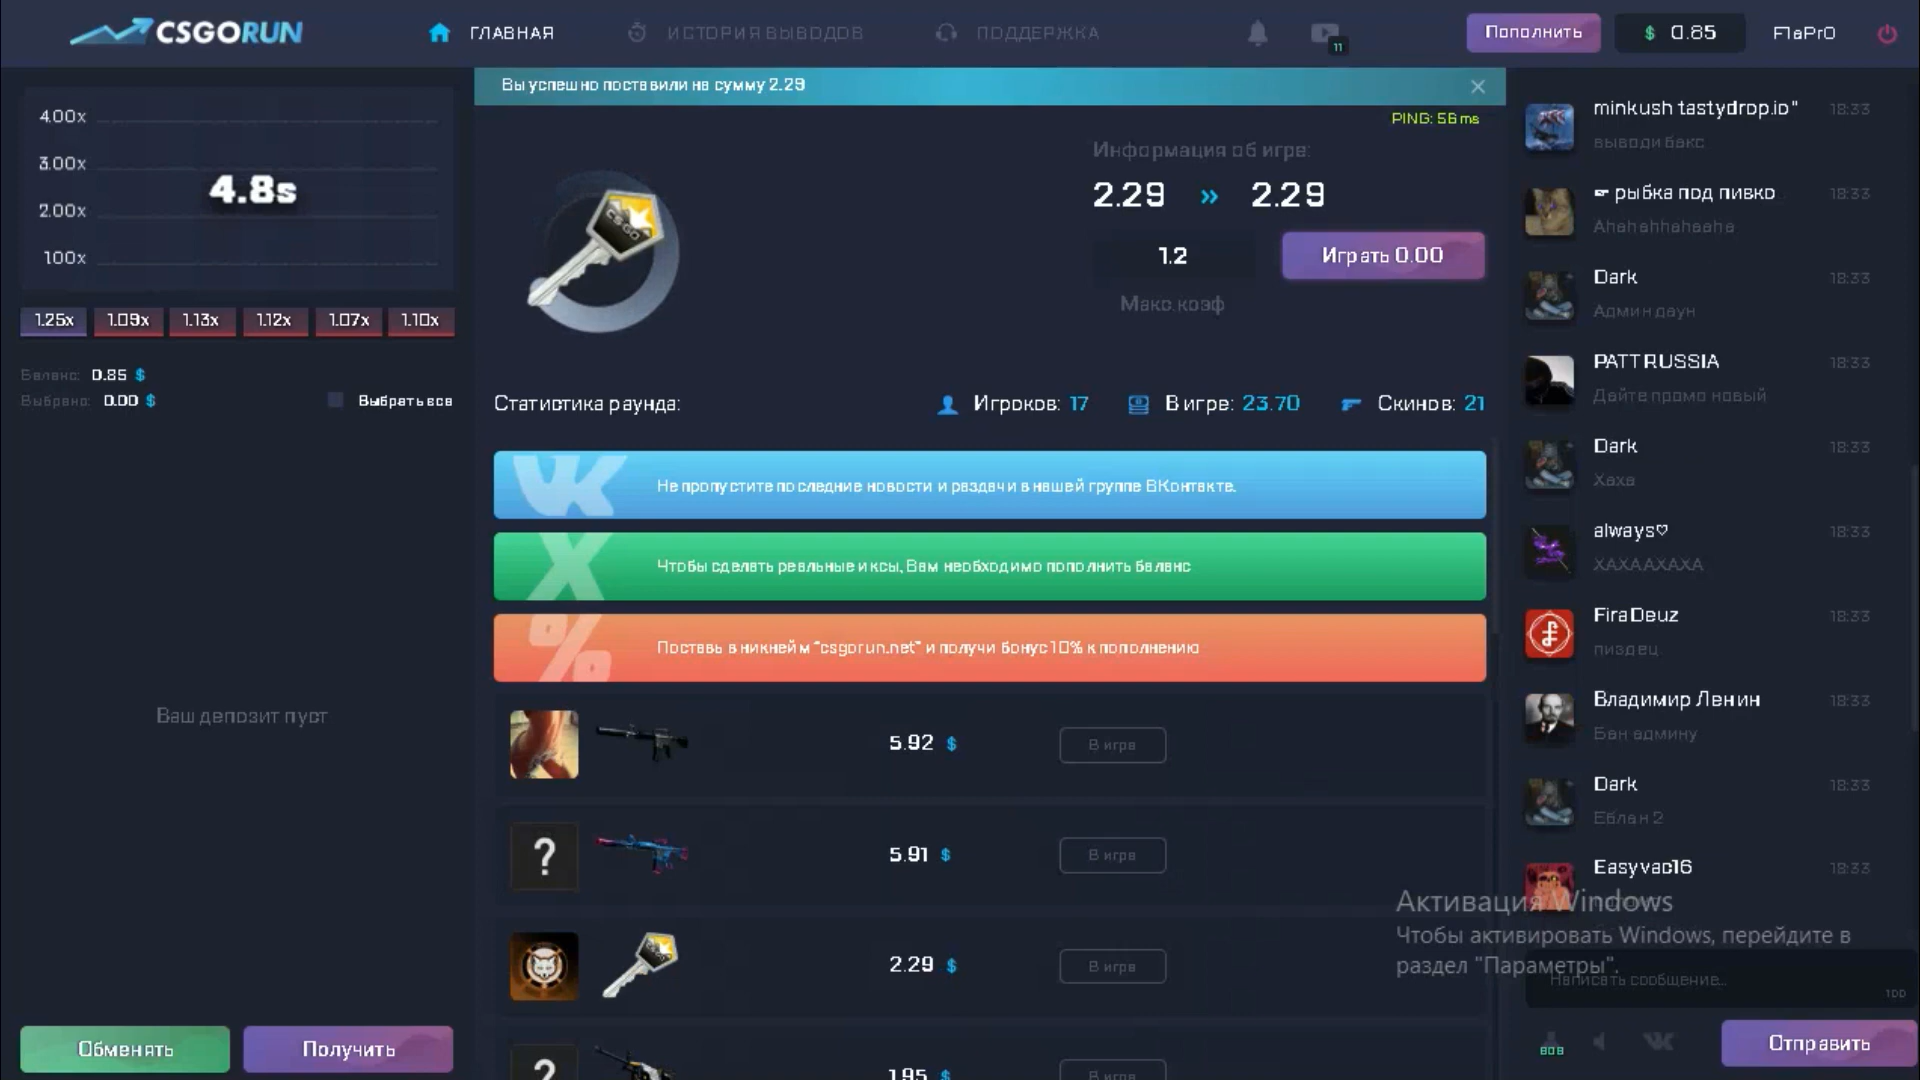 CSGORUN
ГЛАВНАЯ
ИСТОРИЯ ВЫВОДОВ
ПОДДЕРЖКА
11
Пополнить
$ 0.85
F1aPrO
4.00x
3.00x
2.00x
1.00x
4.8s
1.25x 1.09x 1.13x 1.12x 1.07x 1.10x
Баланс: 0.85 $
Выбрано: 0.00 $
Выбрать все
Ваш депозит пуст
Обменять
Получить
Вы успешно поставили на сумму 2.29
PING: 56 ms
Информация об игре:
2.29 » 2.29
1.2
Играть 0.00
Макс.коэф
CS:GO
Статистика раунда:
Игроков: 17
В игре: 23.70
Скинов: 21
Не пропустите последние новости и раздачи в нашей группе ВКонтакте.
Чтобы сделать реальные иксы, Вам необходимо пополнить баланс
Поставь в никнейм "csgorun.net" и получи бонус 10% к пополнению
5.92 $ В игре
? 5.91 $ В игре
2.29 $ В игре
? 1.95 $ В игре
minkush tastydrop.io" 18:33
выводи бакс
рыбка под пивко 18:33
Ahahahhahaaha
Dark 18:33
Админ даун
PATTRUSSIA 18:33
Дайте промо новый
Dark 18:33
Хаха
always♡ 18:33
ХАХААХАХА
FiraDeuz 18:33
пиздец
Владимир Ленин 18:33
Бан админу
Dark 18:33
Еблан 2
Easyvac16 18:33
Активация Windows
Чтобы активировать Windows, перейдите в
раздел "Параметры".
Написать сообщение...
100
808
Отправить